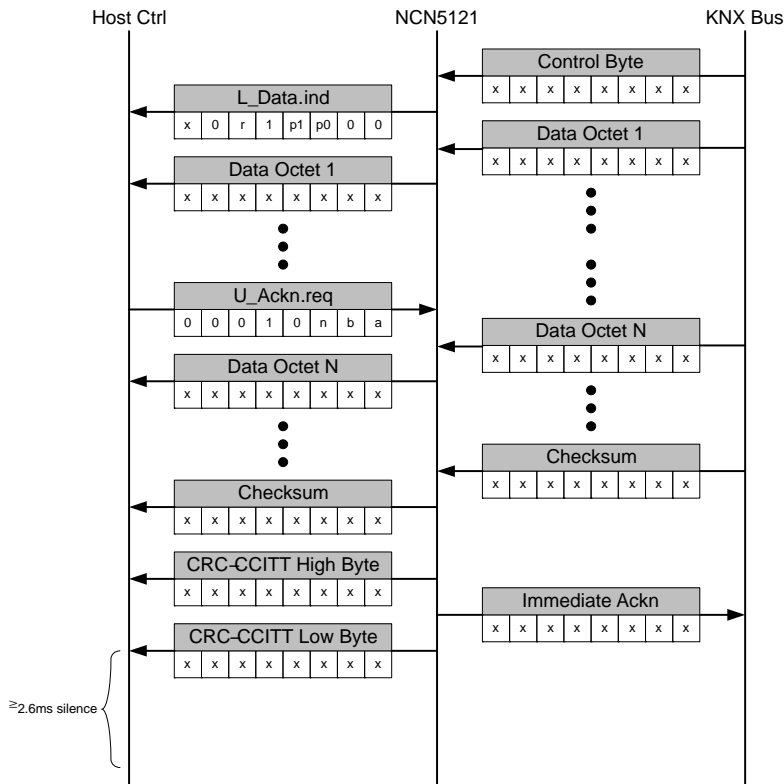 Host Ctrl NCN5121 KNX Bus
Control Byte
x x x x x x x x
L_Data.ind
x 0 r 1 p1 p0 0 0
Data Octet 1
x x x x x x x x
Data Octet 1
x x x x x x x x
U_Ackn.req
0 0 0 1 0 n b a
Data Octet N
x x x x x x x x
Data Octet N
x x x x x x x x
Checksum
x x x x x x x x
Checksum
x x x x x x x x
CRC-CCITT High Byte
x x x x x x x x
Immediate Ackn
x x x x x x x x
CRC-CCITT Low Byte
x x x x x x x x
≥2.6ms silence